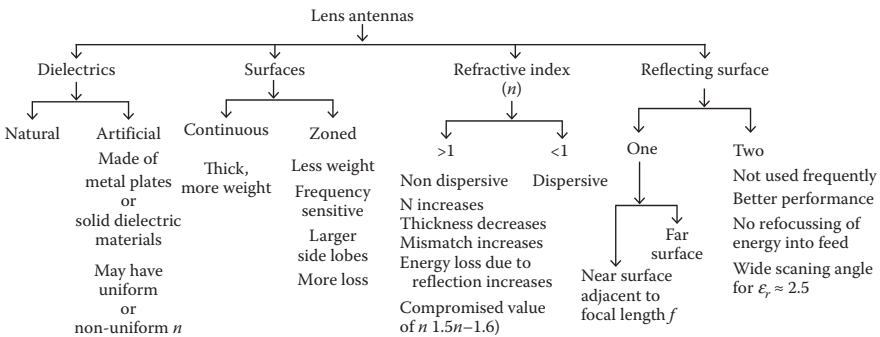 Lens antennas
Dielectrics
Surfaces
Refractive index
(n)
Reflecting surface
Natural
Artificial
Made of
metal plates
or
solid dielectric
materials
May have
uniform
or
non-uniform n
Continuous
Thick,
more weight
Zoned
Less weight
Frequency
sensitive
Larger
side lobes
More loss
>1
Non dispersive
N increases
Thickness decreases
Mismatch increases
Energy loss due to
reflection increases
Compromised value
of n 1.5n–1.6)
<1
Dispersive
One
Near surface
adjacent to
focal length f
Far
surface
Two
Not used frequently
Better performance
No refocussing of
energy into feed
Wide scaning angle
for εr ≈ 2.5